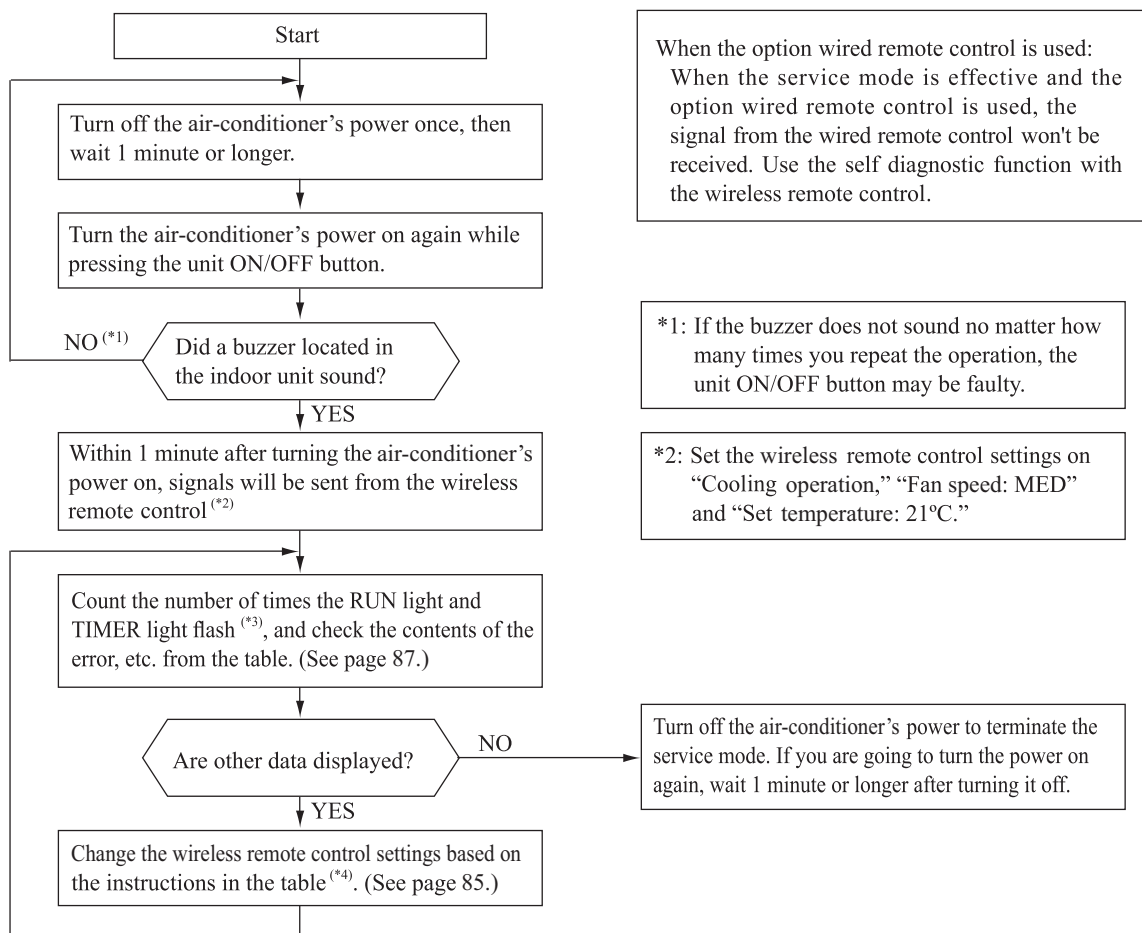 Start
Turn off the air-conditioner's power once, then
wait 1 minute or longer.
Turn the air-conditioner's power on again while
pressing the unit ON/OFF button.
NO (*1)
Did a buzzer located in
the indoor unit sound?
YES
Within 1 minute after turning the air-conditioner's
power on, signals will be sent from the wireless
remote control (*2)
Count the number of times the RUN light and
TIMER light flash (*3), and check the contents of the
error, etc. from the table. (See page 87.)
Are other data displayed?
NO
YES
Change the wireless remote control settings based on
the instructions in the table (*4). (See page 85.)
When the option wired remote control is used:
When the service mode is effective and the
option wired remote control is used, the
signal from the wired remote control won't be
received. Use the self diagnostic function with
the wireless remote control.
*1: If the buzzer does not sound no matter how
many times you repeat the operation, the
unit ON/OFF button may be faulty.
*2: Set the wireless remote control settings on
“Cooling operation,” “Fan speed: MED”
and “Set temperature: 21ºC.”
Turn off the air-conditioner's power to terminate the
service mode. If you are going to turn the power on
again, wait 1 minute or longer after turning it off.